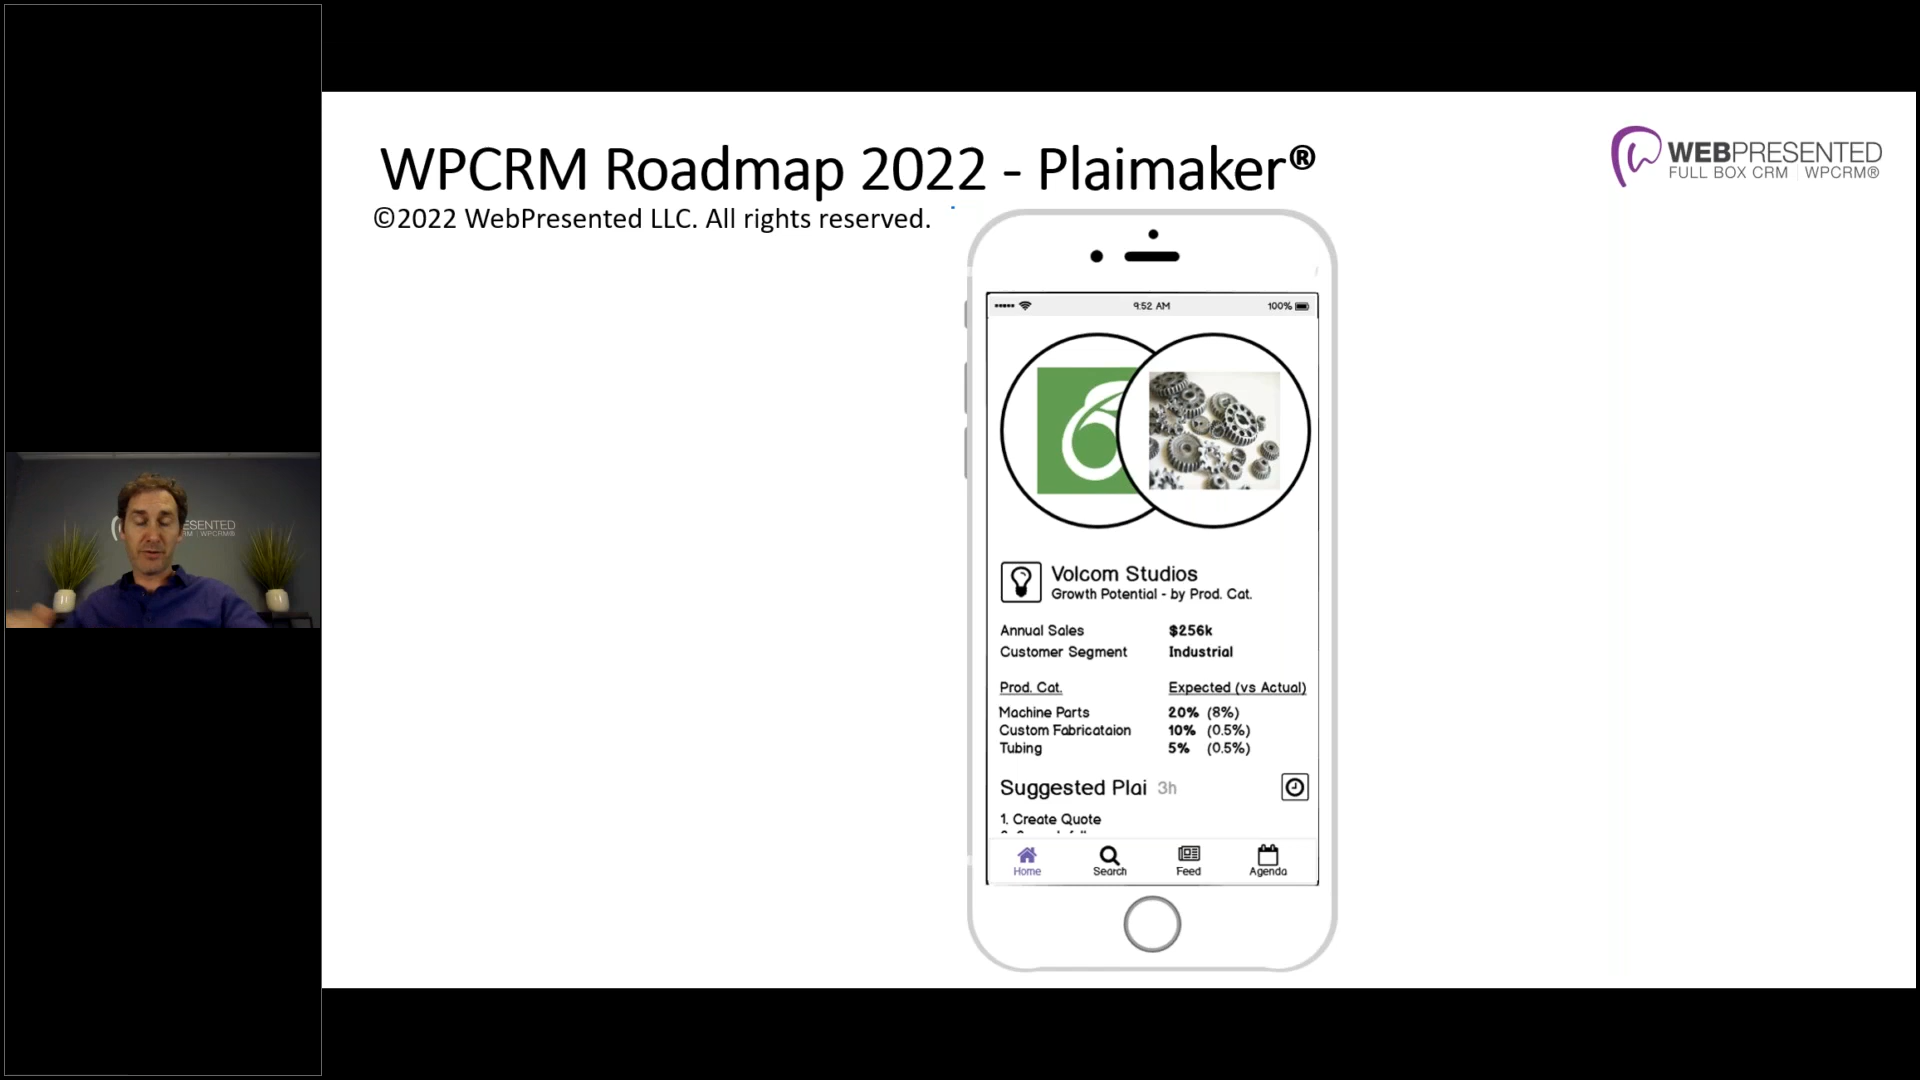 WPCRM Roadmap 2022 - Plaimaker®
©2022 WebPresented LLC. All rights reserved.
WEBPRESENTED
FULL BOX CRM | WPCRM®
9:52 AM
100%
Volcom Studios
Growth Potential - by Prod. Cat.
Annual Sales $256k
Customer Segment Industrial
Prod. Cat. Expected (vs Actual)
Machine Parts 20% (8%)
Custom Fabricataion 10% (0.5%)
Tubing 5% (0.5%)
Suggested Plai 3h
1. Create Quote
Home Search Feed Agenda
ESENTED
RM | WPCRM®